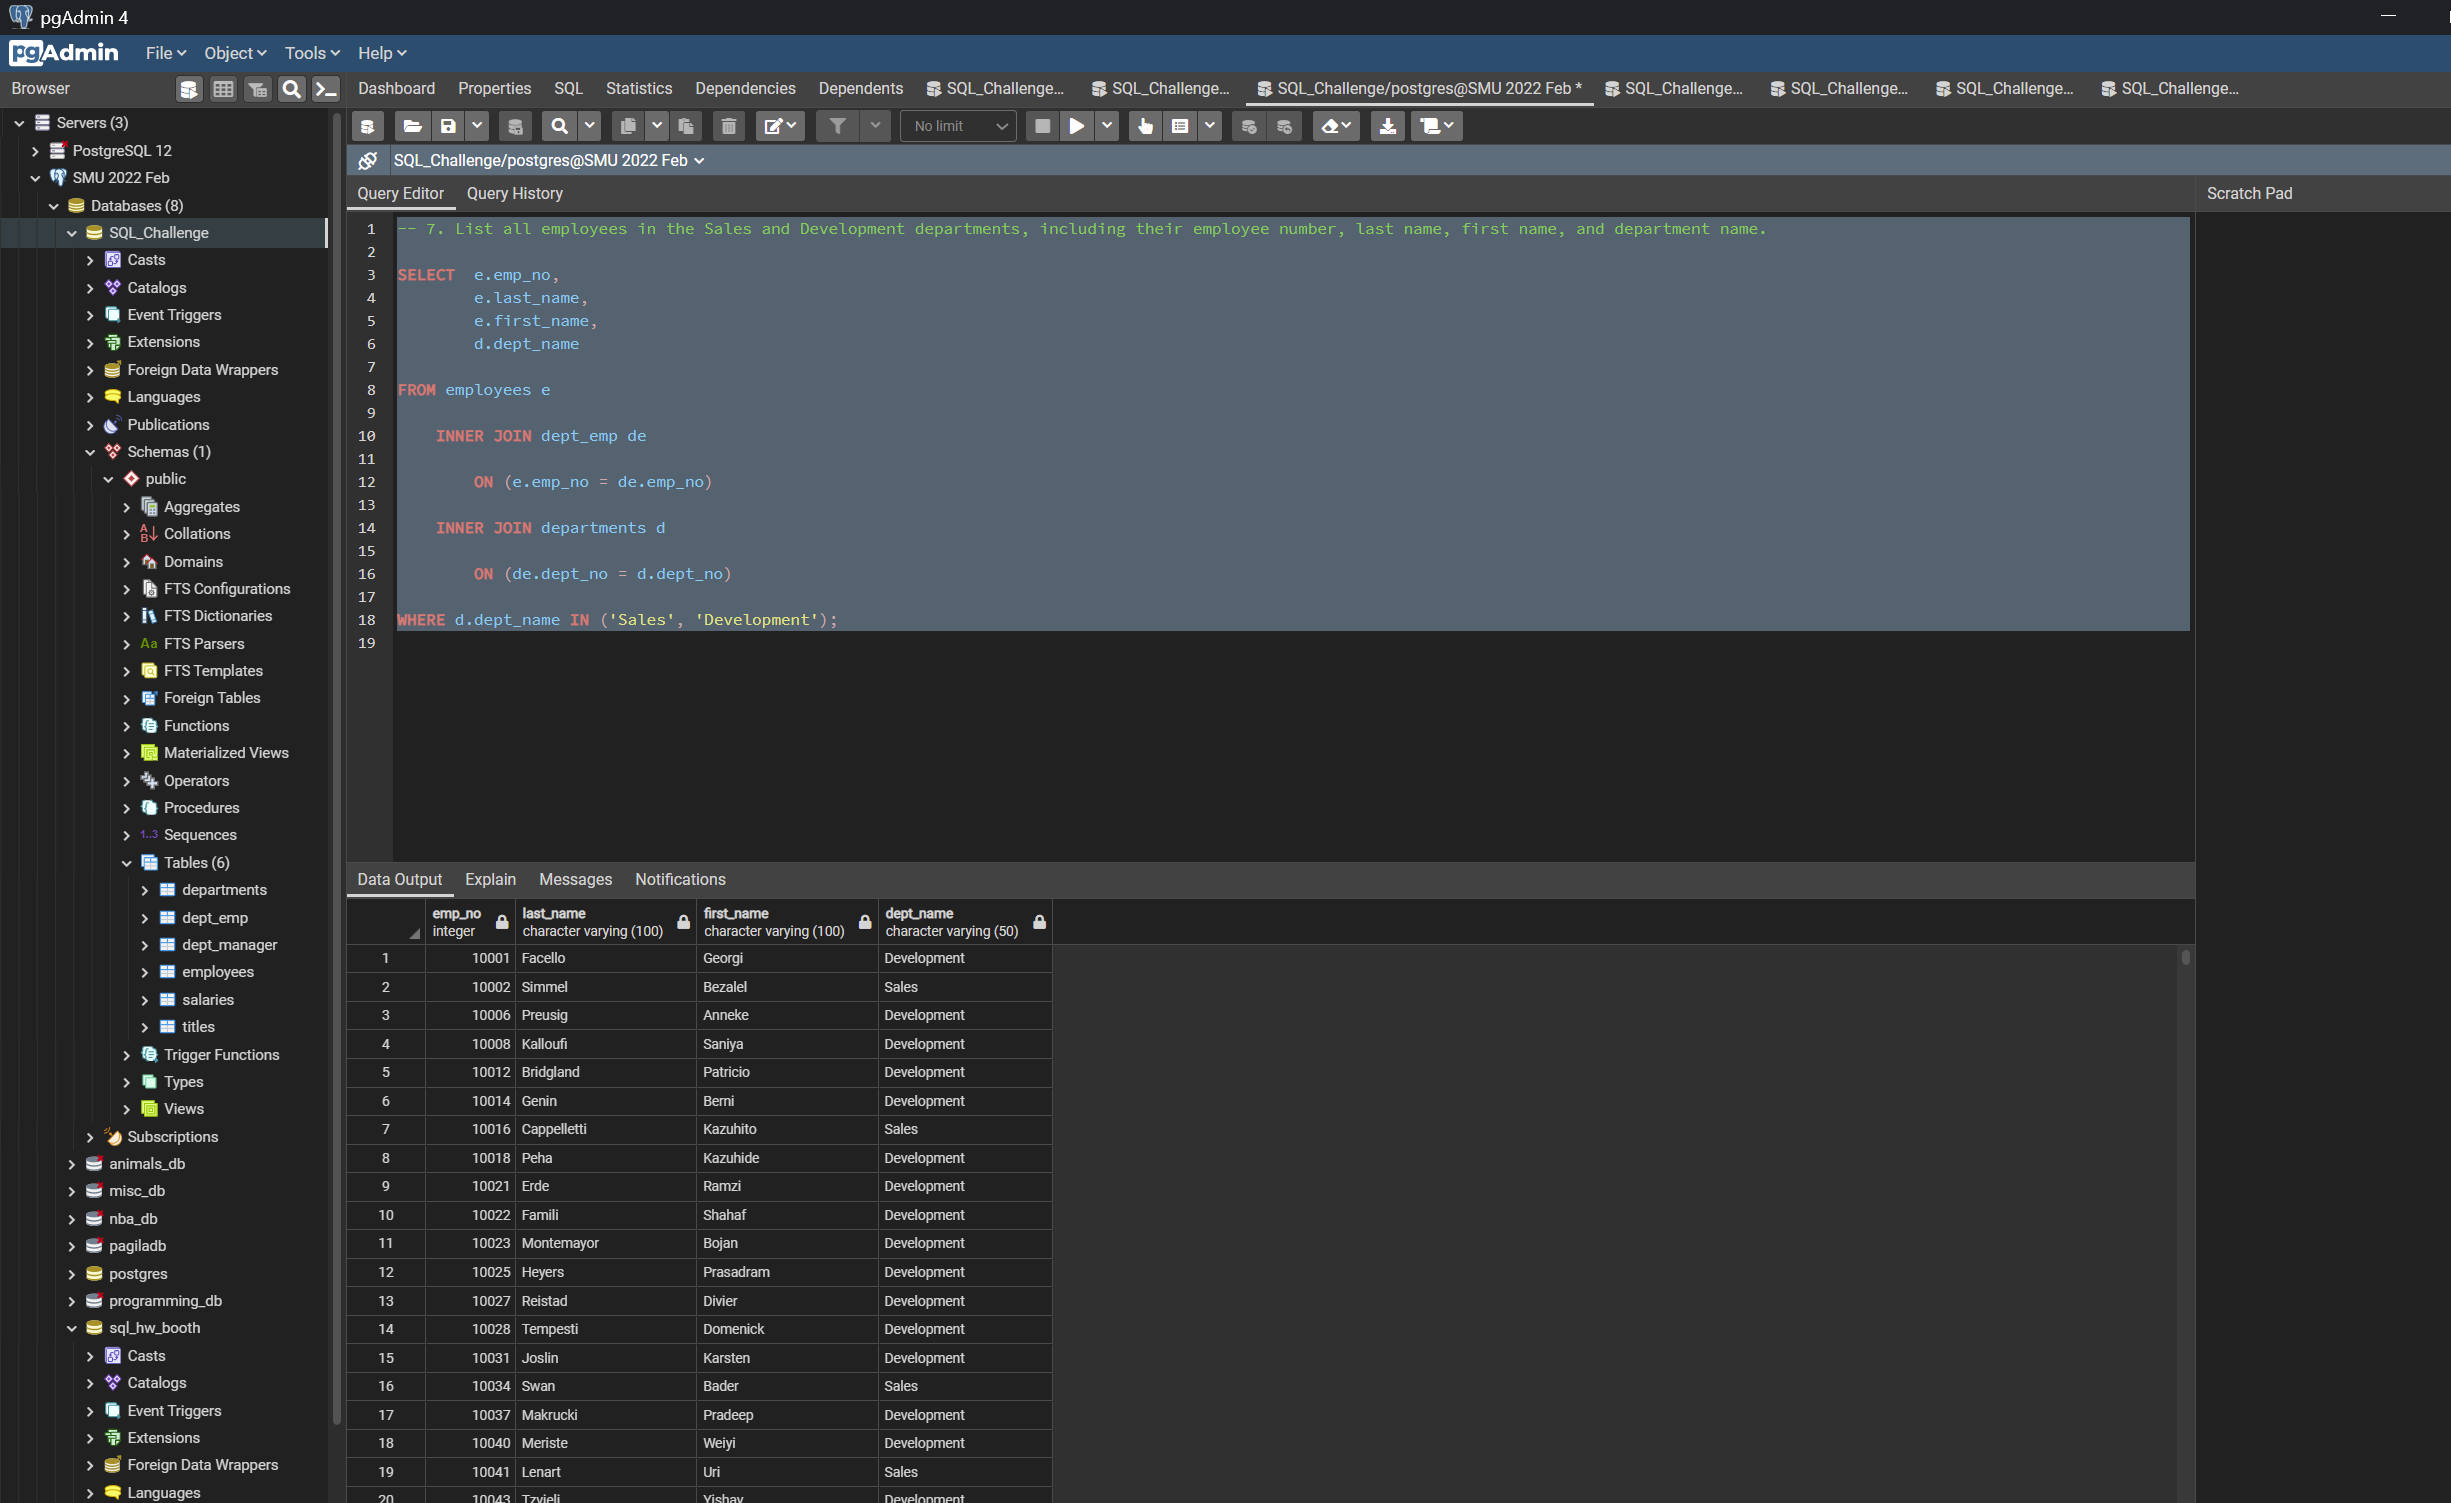 pgAdmin 4
pgAdmin File Object Tools Help
Browser
Dashboard Properties SQL Statistics Dependencies Dependents SQL_Challenge... SQL_Challenge... SQL_Challenge/postgres@SMU 2022 Feb * SQL_Challenge... SQL_Challenge... SQL_Challenge... SQL_Challenge...
No limit
SQL_Challenge/postgres@SMU 2022 Feb
Query Editor Query History
Scratch Pad
Servers (3)
PostgreSQL 12
SMU 2022 Feb
Databases (8)
SQL_Challenge
Casts
Catalogs
Event Triggers
Extensions
Foreign Data Wrappers
Languages
Publications
Schemas (1)
public
Aggregates
Collations
Domains
FTS Configurations
FTS Dictionaries
Aa FTS Parsers
FTS Templates
Foreign Tables
Functions
Materialized Views
Operators
Procedures
1..3 Sequences
Tables (6)
departments
dept_emp
dept_manager
employees
salaries
titles
Trigger Functions
Types
Views
Subscriptions
animals_db
misc_db
nba_db
pagiladb
postgres
programming_db
sql_hw_booth
Casts
Catalogs
Event Triggers
Extensions
Foreign Data Wrappers
Languages
1 -- 7. List all employees in the Sales and Development departments, including their employee number, last name, first name, and department name.
2
3 SELECT e.emp_no,
4 e.last_name,
5 e.first_name,
6 d.dept_name
7
8 FROM employees e
9
10 INNER JOIN dept_emp de
11
12 ON (e.emp_no = de.emp_no)
13
14 INNER JOIN departments d
15
16 ON (de.dept_no = d.dept_no)
17
18 WHERE d.dept_name IN ('Sales', 'Development');
19
Data Output Explain Messages Notifications
emp_no last_name first_name dept_name
integer character varying (100) character varying (100) character varying (50)
1 10001 Facello Georgi Development
2 10002 Simmel Bezalel Sales
3 10006 Preusig Anneke Development
4 10008 Kalloufi Saniya Development
5 10012 Bridgland Patricio Development
6 10014 Genin Berni Development
7 10016 Cappelletti Kazuhito Sales
8 10018 Peha Kazuhide Development
9 10021 Erde Ramzi Development
10 10022 Famili Shahaf Development
11 10023 Montemayor Bojan Development
12 10025 Heyers Prasadram Development
13 10027 Reistad Divier Development
14 10028 Tempesti Domenick Development
15 10031 Joslin Karsten Development
16 10034 Swan Bader Sales
17 10037 Makrucki Pradeep Development
18 10040 Meriste Weiyi Development
19 10041 Lenart Uri Sales
20 10043 Tzvieli Yishay Development